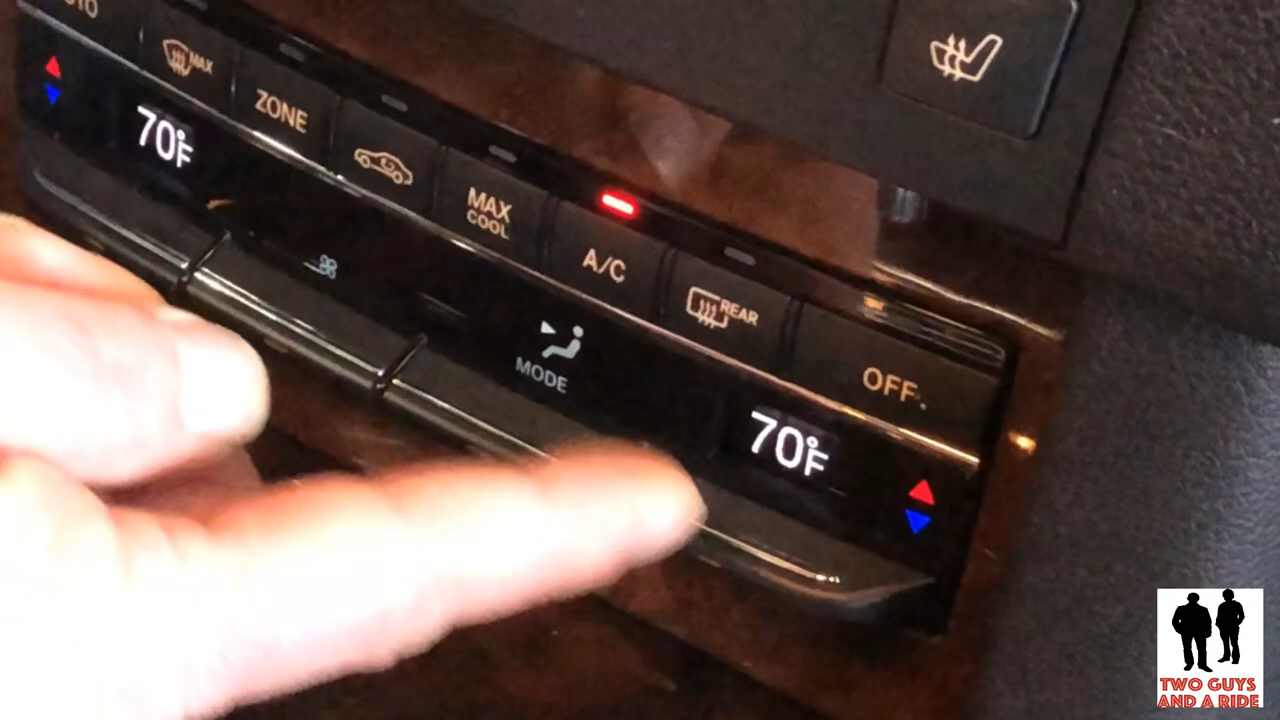 MAX
ZONE
MAX
COOL
A/C
REAR
OFF
70°F
MODE
70°F
TWO GUYS
AND A RIDE